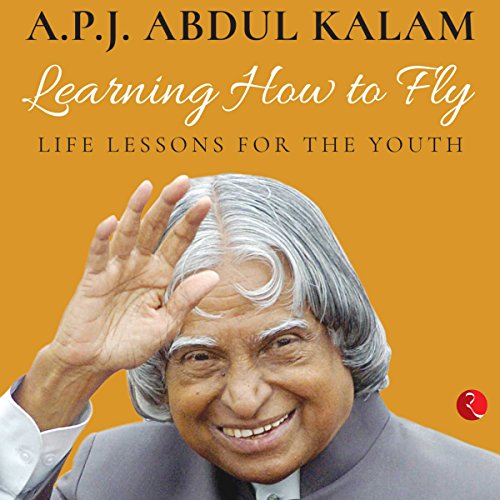 A.P.J. ABDUL KALAM
Learning How to Fly
LIFE LESSONS FOR THE YOUTH